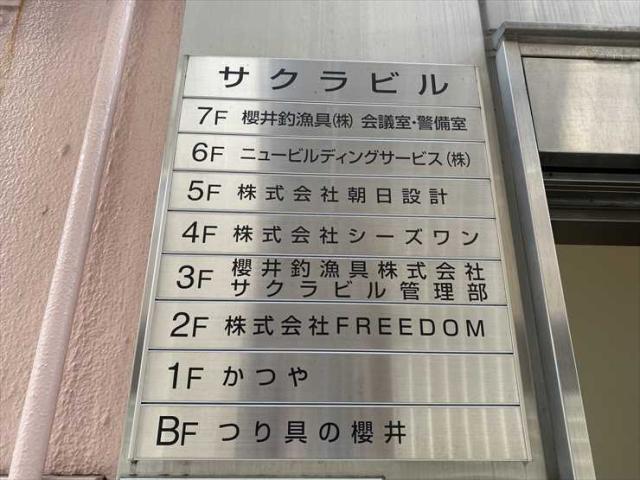 サクラビル
7F 櫻井釣漁具(株) 会議室・警備室
6F ニュービルディングサービス(株)
5F 株式会社朝日設計
4F 株式会社シーズワン
3F 櫻井釣漁具株式会社
サクラビル管理部
2F 株式会社FREEDOM
1F かつや
BF つり具の櫻井